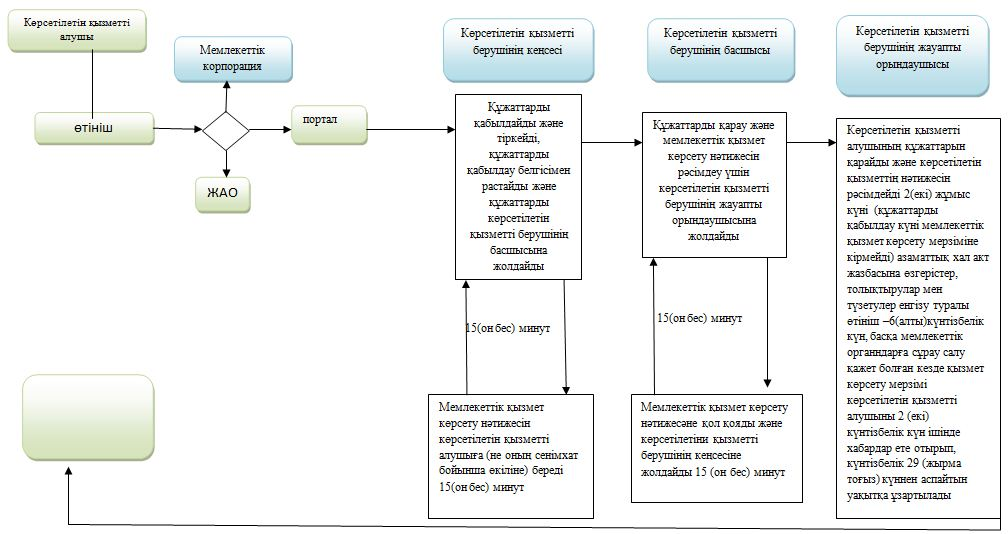 Көрсетілетін қызметті
алушы
Мемлекеттік
корпорация
Көрсетілетін қызметті
берушінің кеңсесі
Көрсетілетін қызметті
берушінің басшысы
Көрсетілетін қызметті
берушінің жауапты
орындаушысы
өтініш
портал
ЖАО
Құжаттарды
қабылдайды және
тіркейді,
құжаттарды
қабылдау белгісімен
растайды және
құжаттарды
көрсетілетін
қызметті берушінің
басшысына
жолдайды
Құжаттарды қарау және
мемлекеттік қызмет
көрсету нәтижесін
рәсімдеу үшін
көрсетілетін қызметті
берушінің жауапты
орындаушысына
жолдайды
Көрсетілетін қызметті
алушының құжаттарын
қарайды және көрсетілетін
қызметтің нәтижесін
рәсімдейді 2(екі) жұмыс
күні (құжаттарды
қабылдау күні мемлекеттік
қызмет көрсету мерзіміне
кірмейді) азаматтық хал акт
жазбасына өзгерістер,
толықтырулар мен
түзетулер енгізу туралы
өтініш –6(алты)күнтізбелік
күн, басқа мемлекеттік
органндарға сұрау салу
қажет болған кезде қызмет
көрсету мерзімі
көрсетілетін қызметті
алушыны 2 (екі)
күнтізбелік күн ішінде
хабардар ете отырып,
күнтізбелік 29 (жырма
тоғыз) күннен аспайтын
уақытқа ұзартылады
15(он бес) минут
15(он бес) минут
Мемлекеттік қызмет
көрсету нәтижесін
көрсетілетін қызметті
алушыға (не оның сенімхат
бойынша өкіліне) береді
15(он бес) минут
Мемлекеттік қызмет көрсету
нәтижесәне қол қояды және
көрсетілетіни қызметті
берушінің кеңсесіне
жолдайды 15 (он бес) минут